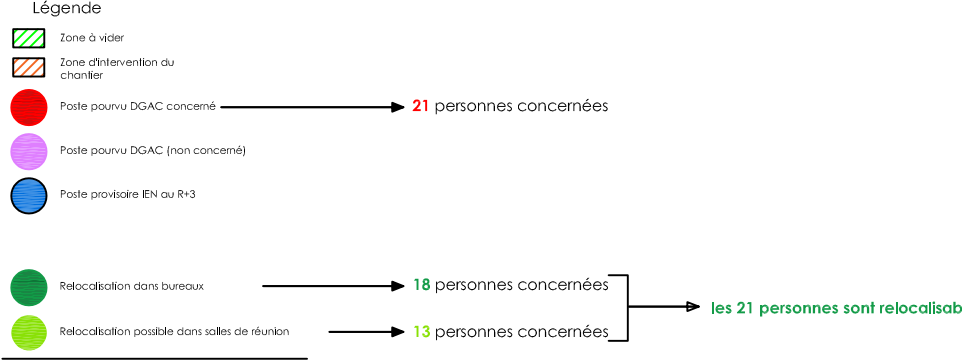 Légende
Zone à vider
Zone d'intervention du
chantier
Poste pourvu DGAC concerné
21 personnes concernées
Poste pourvu DGAC (non concerné)
Poste provisoire IEN au R+3
Relocalisation dans bureaux
18 personnes concernées
les 21 personnes sont relocalisab
Relocalisation possible dans salles de réunion
13 personnes concernées